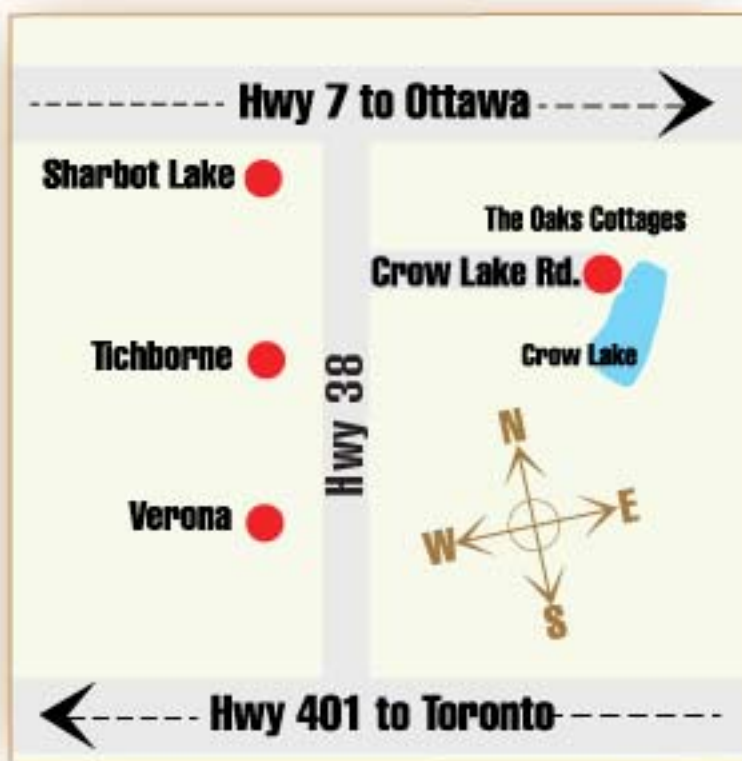 Hwy 7 to Ottawa
Sharbot Lake
The Oaks Cottages
Crow Lake Rd.
Tichborne
Crow Lake
Hwy 38
N
Verona
W
E
S
Hwy 401 to Toronto